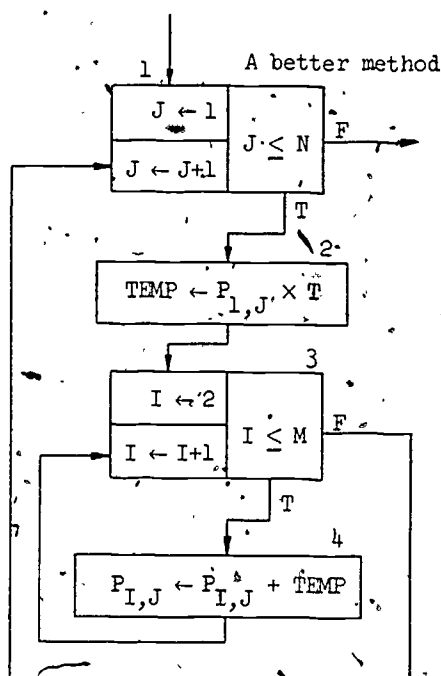 1
A better method
J ← 1
J ← J+1
J ≤ N
F
T
2
TEMP ← P1,J × T
3
I ← 2
I ← I+1
I ≤ M
F
T
4
PI,J ← PI,J + TEMP